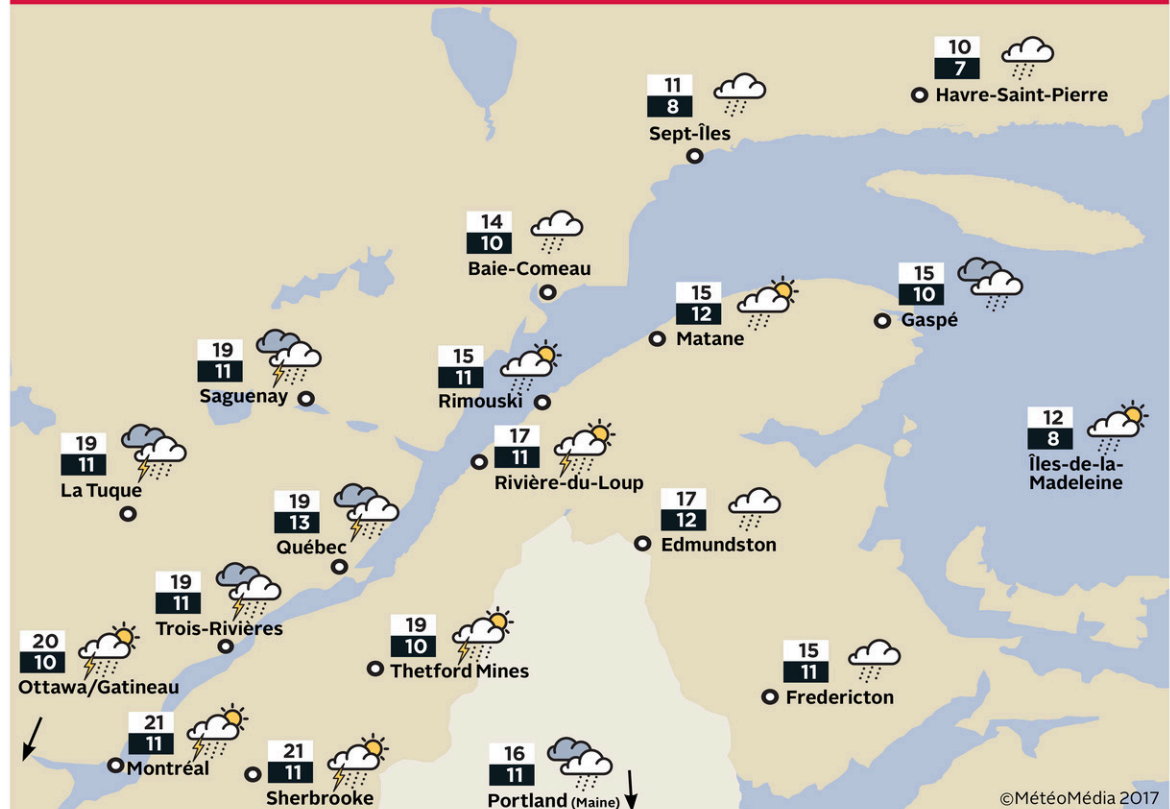 10
7
Havre-Saint-Pierre
11
8
Sept-Îles
14
10
Baie-Comeau
15
10
Gaspé
15
12
Matane
19
11
Saguenay
15
11
Rimouski
12
8
Îles-de-la-
Madeleine
19
11
La Tuque
17
11
Rivière-du-Loup
19
13
Québec
17
12
Edmundston
19
11
Trois-Rivières
20
10
Ottawa/Gatineau
19
10
Thetford Mines
15
11
Fredericton
21
11
Montréal
21
11
Sherbrooke
16
11
Portland (Maine)
©MétéoMédia 2017